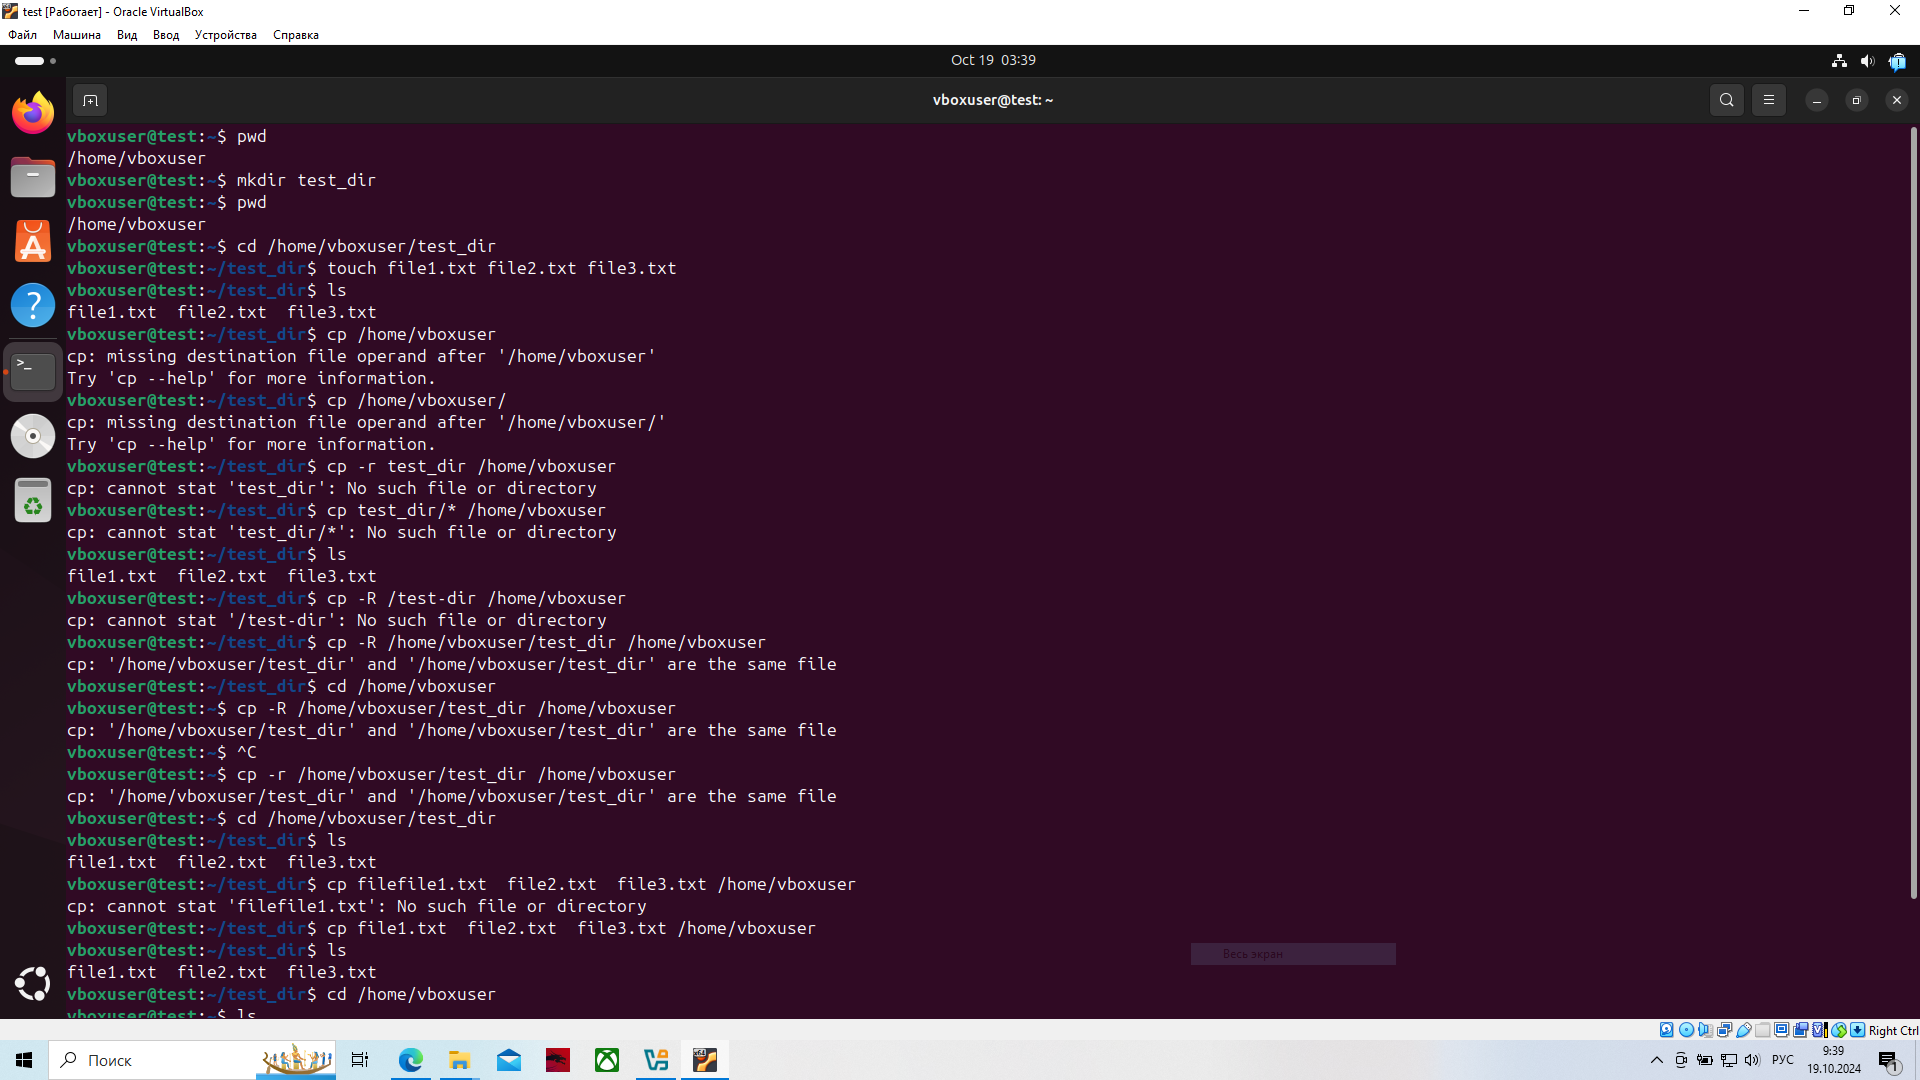 test [Работает] - Oracle VirtualBox
Файл Машина Вид Ввод Устройства Справка
Oct 19 03:39
vboxuser@test: ~
vboxuser@test:~$ pwd
/home/vboxuser
vboxuser@test:~$ mkdir test_dir
vboxuser@test:~$ pwd
/home/vboxuser
vboxuser@test:~$ cd /home/vboxuser/test_dir
vboxuser@test:~/test_dir$ touch file1.txt file2.txt file3.txt
vboxuser@test:~/test_dir$ ls
file1.txt  file2.txt  file3.txt
vboxuser@test:~/test_dir$ cp /home/vboxuser
cp: missing destination file operand after '/home/vboxuser'
Try 'cp --help' for more information.
vboxuser@test:~/test_dir$ cp /home/vboxuser/
cp: missing destination file operand after '/home/vboxuser/'
Try 'cp --help' for more information.
vboxuser@test:~/test_dir$ cp -r test_dir /home/vboxuser
cp: cannot stat 'test_dir': No such file or directory
vboxuser@test:~/test_dir$ cp test_dir/* /home/vboxuser
cp: cannot stat 'test_dir/*': No such file or directory
vboxuser@test:~/test_dir$ ls
file1.txt  file2.txt  file3.txt
vboxuser@test:~/test_dir$ cp -R /test-dir /home/vboxuser
cp: cannot stat '/test-dir': No such file or directory
vboxuser@test:~/test_dir$ cp -R /home/vboxuser/test_dir /home/vboxuser
cp: '/home/vboxuser/test_dir' and '/home/vboxuser/test_dir' are the same file
vboxuser@test:~/test_dir$ cd /home/vboxuser
vboxuser@test:~$ cp -R /home/vboxuser/test_dir /home/vboxuser
cp: '/home/vboxuser/test_dir' and '/home/vboxuser/test_dir' are the same file
vboxuser@test:~$ ^C
vboxuser@test:~$ cp -r /home/vboxuser/test_dir /home/vboxuser
cp: '/home/vboxuser/test_dir' and '/home/vboxuser/test_dir' are the same file
vboxuser@test:~$ cd /home/vboxuser/test_dir
vboxuser@test:~/test_dir$ ls
file1.txt  file2.txt  file3.txt
vboxuser@test:~/test_dir$ cp filefile1.txt  file2.txt  file3.txt /home/vboxuser
cp: cannot stat 'filefile1.txt': No such file or directory
vboxuser@test:~/test_dir$ cp file1.txt  file2.txt  file3.txt /home/vboxuser
vboxuser@test:~/test_dir$ ls
Весь экран
file1.txt  file2.txt  file3.txt
vboxuser@test:~/test_dir$ cd /home/vboxuser
vboxuser@test:~$ ls
Right Ctrl
Поиск
РУС
9:39
19.10.2024
1